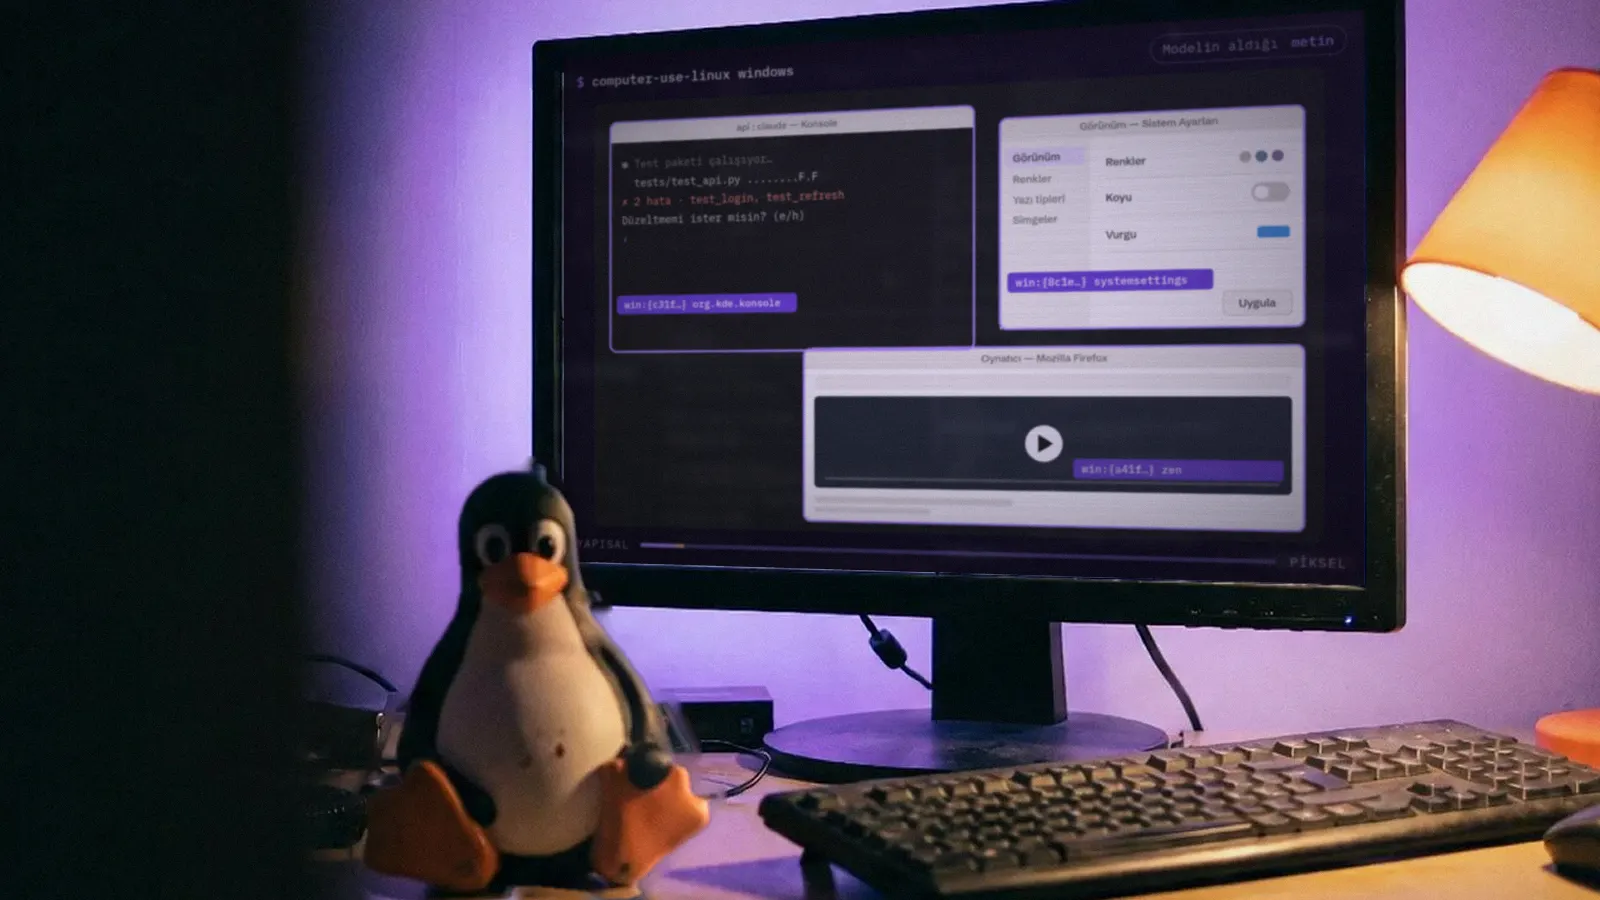 Modelin aldığı metin
$ computer-use-linux windows
api : claude — Konsole
Test paketi çalışıyor…
tests/test_api.py ........F.F
✗ 2 hata · test_login, test_refresh
Düzeltmemi ister misin? (e/h)
win:{c31f…} org.kde.konsole
Görünüm — Sistem Ayarları
Görünüm
Renkler
Yazı tipleri
Simgeler
Renkler
Koyu
Vurgu
win:{8c1e…} systemsettings
Uygula
Oynatıcı — Mozilla Firefox
win:{a41f…} zen
YAPISAL
PİKSEL